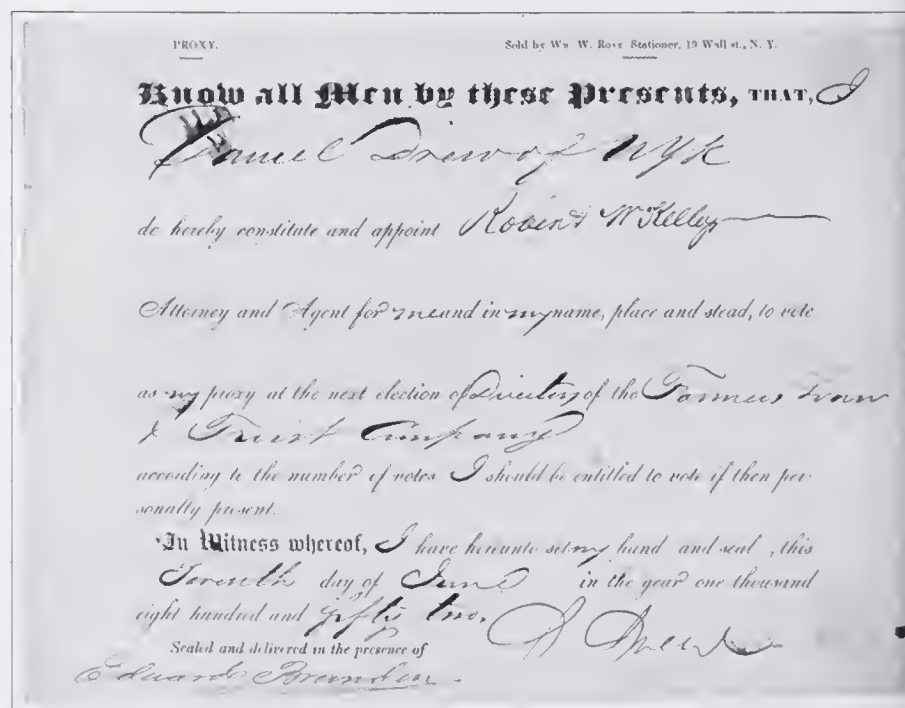 PROXY. Sold by Wm. W. Rose Stationer, 19 Wall st., N. Y.
Know all Men by these Presents, THAT, I
Daniel Drew of NYk
do hereby constitute and appoint Robert W Kelley
Attorney and Agent for me and in my name, place and stead, to vote
as my proxy at the next election of Directors of the Farmers Loan
& Trust Company
according to the number of votes I should be entitled to vote if then per-
sonally present.
In Witness whereof, I have hereunto set my hand and seal, this
day of June in the year one thousand
eight hundred and fifty two.
D Drew
Sealed and delivered in the presence of